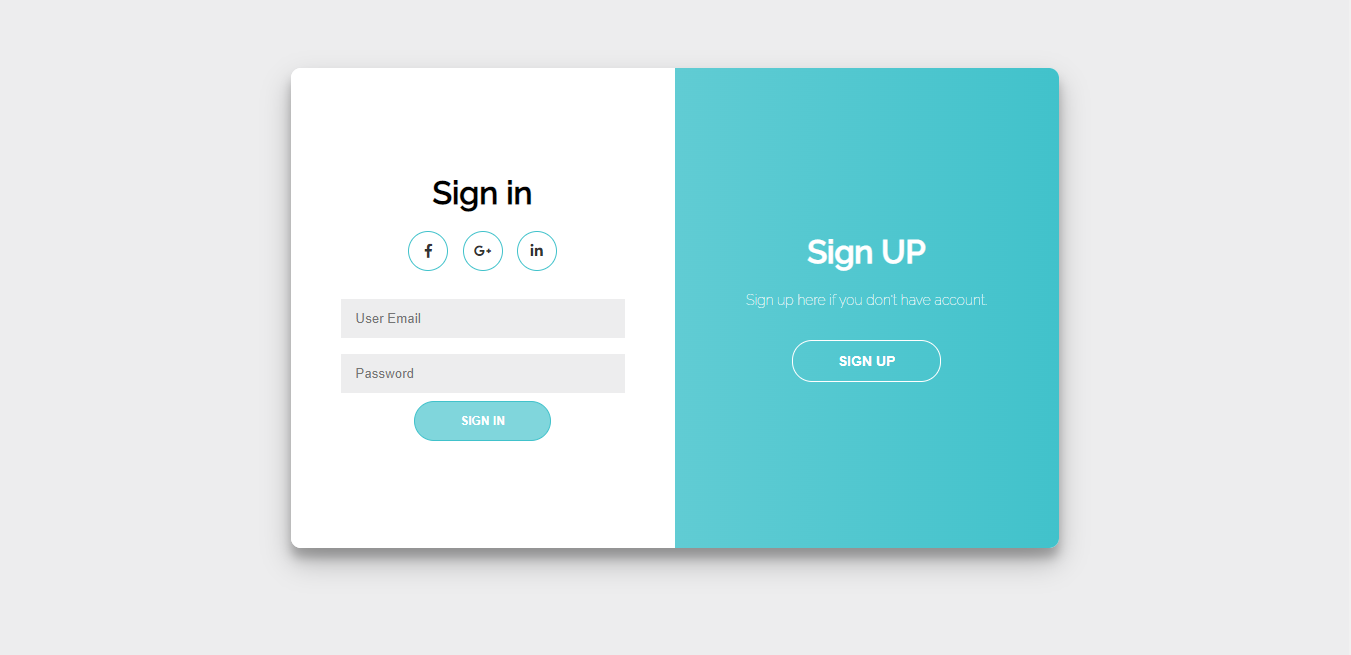 Sign in
f G+ in
User Email
Password
SIGN IN
Sign UP
Sign up here if you don't have account.
SIGN UP